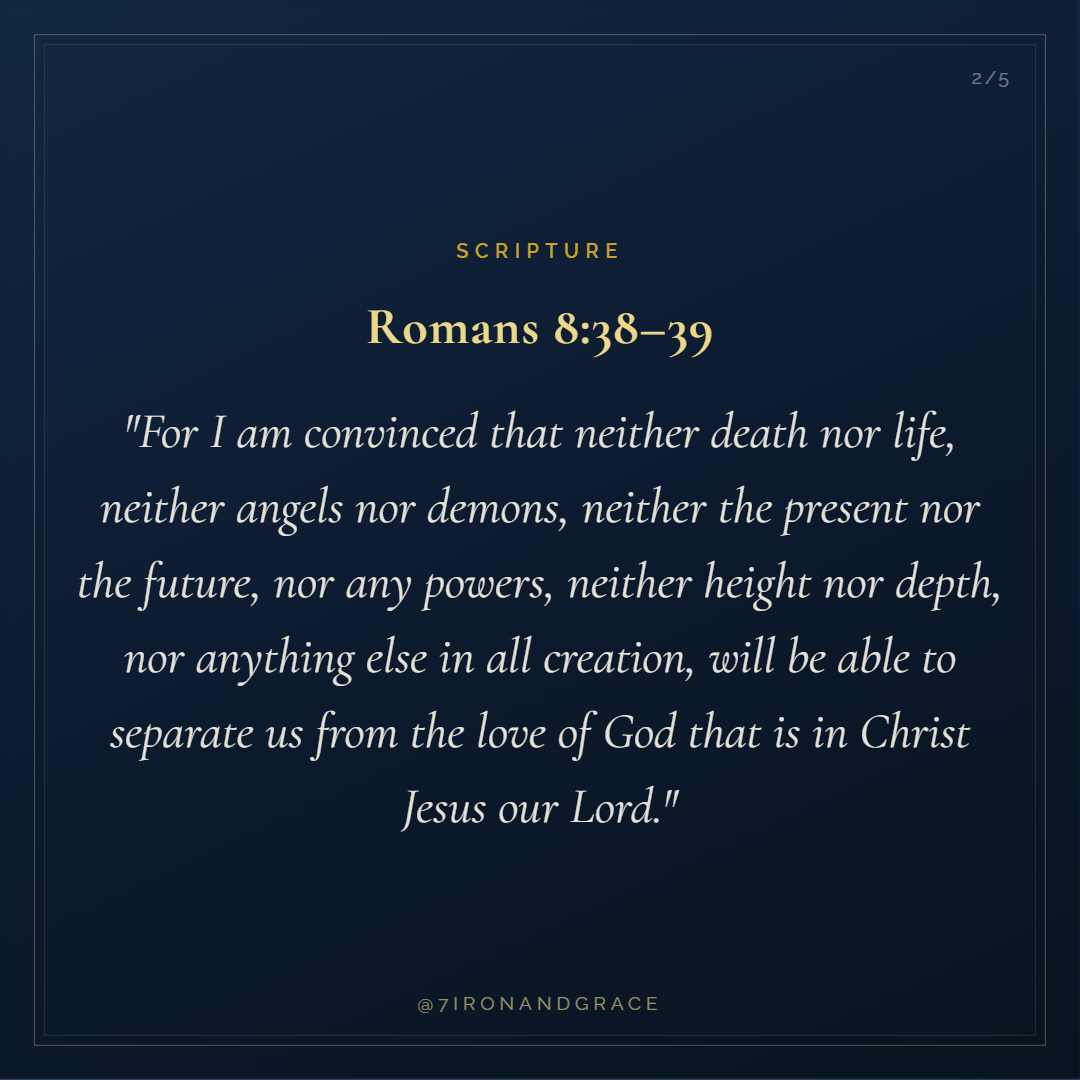 2/5
SCRIPTURE
Romans 8:38–39
"For I am convinced that neither death nor life,
neither angels nor demons, neither the present nor
the future, nor any powers, neither height nor depth,
nor anything else in all creation, will be able to
separate us from the love of God that is in Christ
Jesus our Lord."
@7IRONANDGRACE